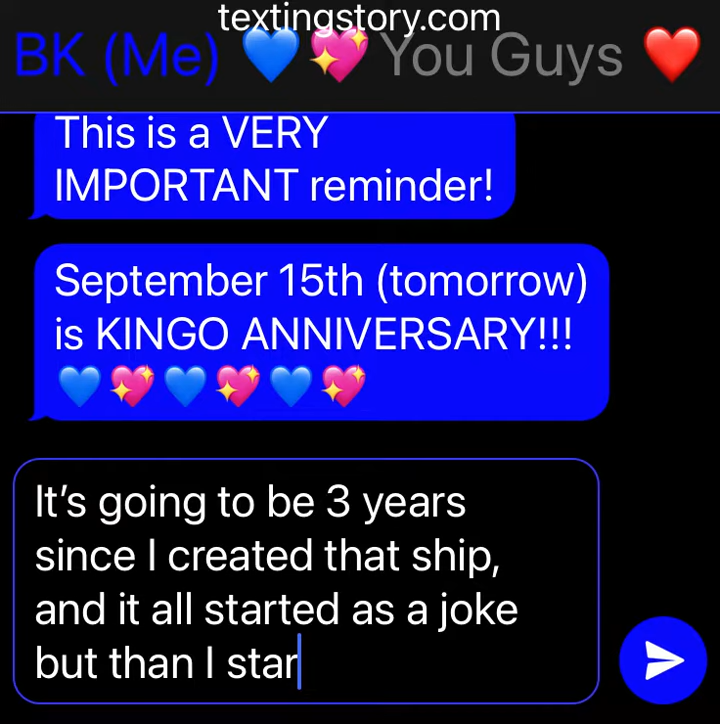 textingstory.com
BK (Me) 💙💖 You Guys ❤️
This is a VERY
IMPORTANT reminder!
September 15th (tomorrow)
is KINGO ANNIVERSARY!!!
💙💖💙💖💙💖
It’s going to be 3 years
since I created that ship,
and it all started as a joke
but than I star